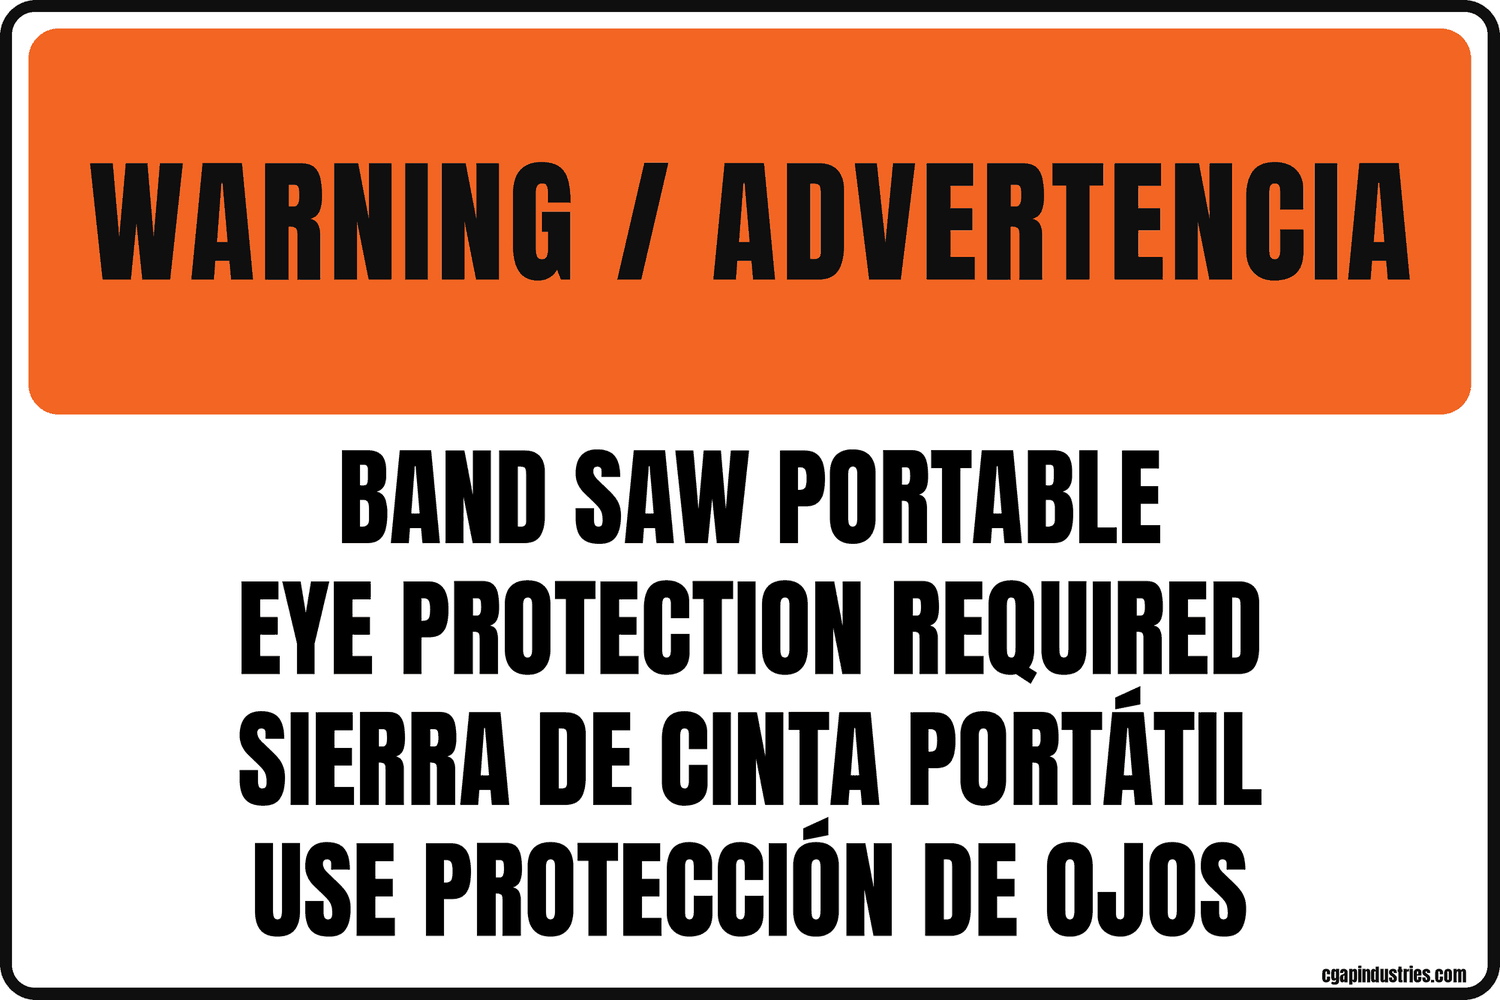 WARNING / ADVERTENCIA
BAND SAW PORTABLE
EYE PROTECTION REQUIRED
SIERRA DE CINTA PORTÁTIL
USE PROTECCIÓN DE OJOS
cgapindustries.com